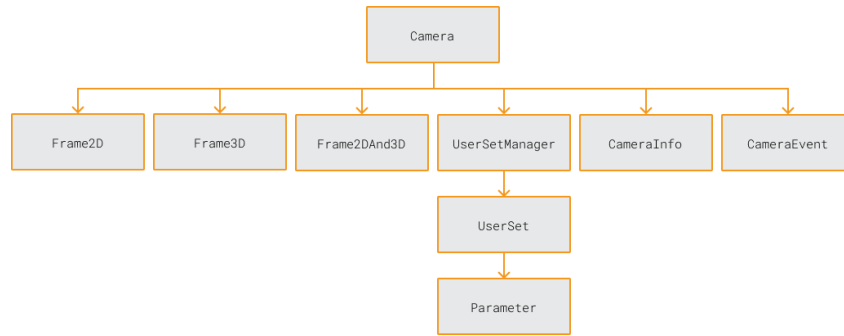 Camera
Frame2D
Frame3D
Frame2DAnd3D
UserSetManager
CameraInfo
CameraEvent
UserSet
Parameter